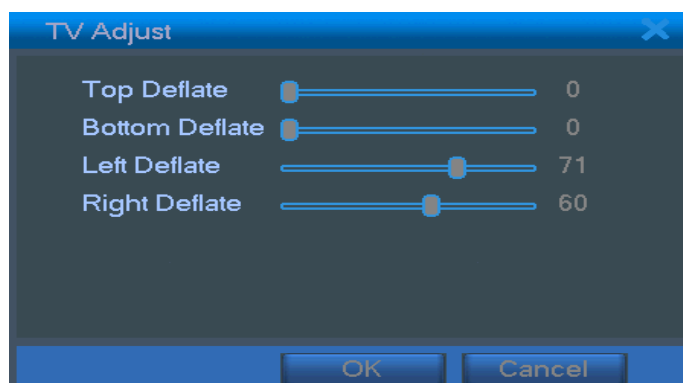 TV Adjust
Top Deflate 0
Bottom Deflate 0
Left Deflate 71
Right Deflate 60
OK Cancel